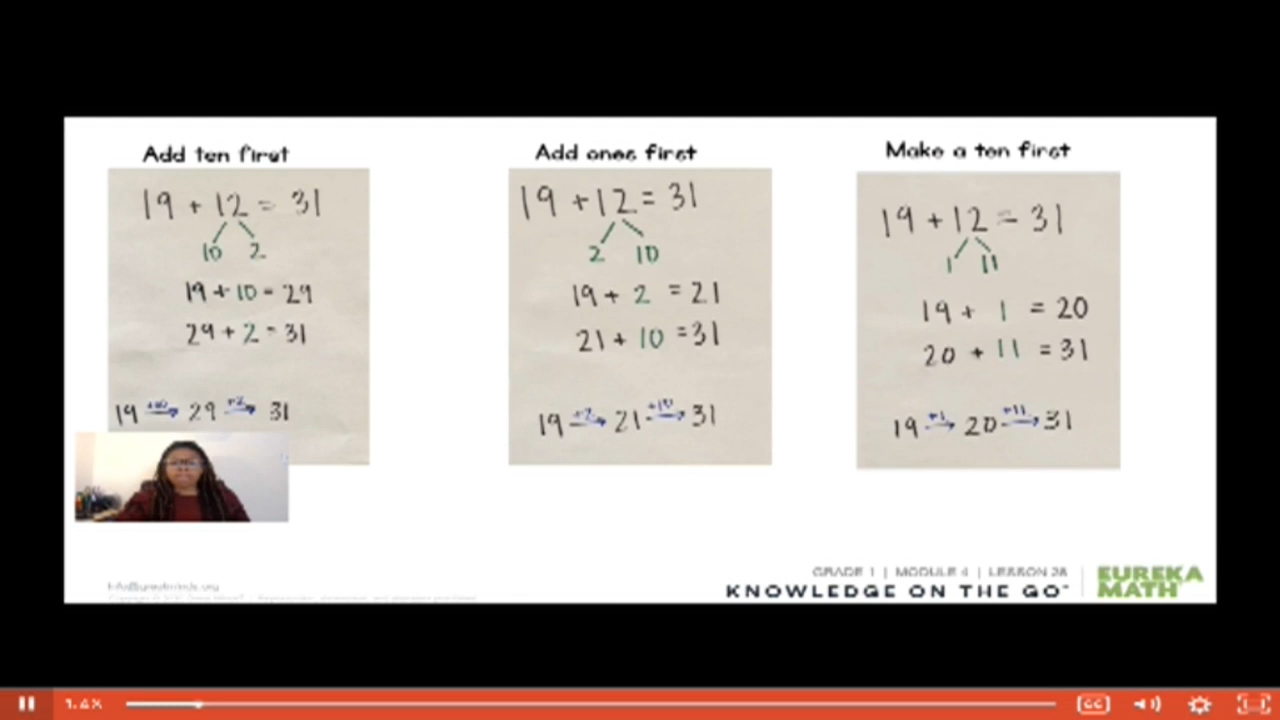 Add ten first
19 + 12 = 31
10 2
19 + 10 = 29
29 + 2 = 31
19 +10→ 29 +2→ 31
Add ones first
19 + 12 = 31
2 10
19 + 2 = 21
21 + 10 = 31
19 +2→ 21 +10→ 31
Make a ten first
19 + 12 = 31
1 11
19 + 1 = 20
20 + 11 = 31
19 +1→ 20 +11→ 31
GRADE 1 | MODULE 4 | LESSON 28
KNOWLEDGE ON THE GO™
EUREKA
MATH
1.4X
CC